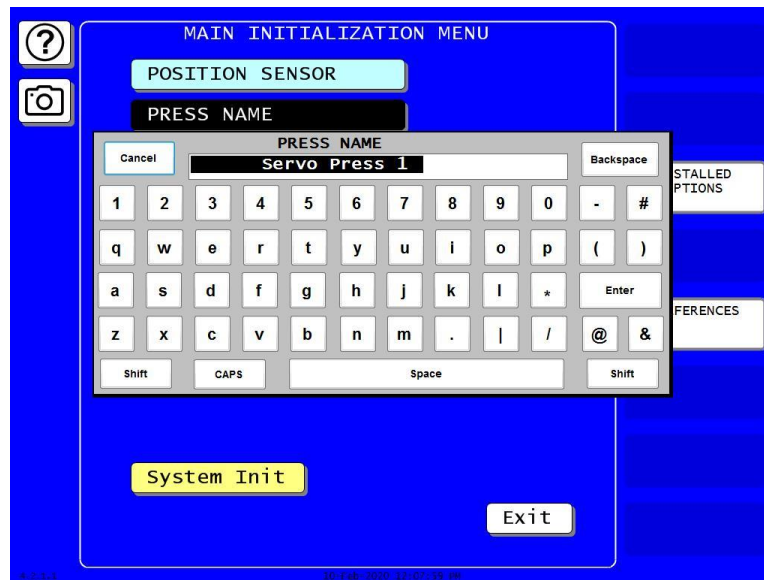 ?
MAIN INITIALIZATION MENU
POSITION SENSOR
PRESS NAME
PRESS NAME
Cancel
Servo Press 1
Backspace
1 2 3 4 5 6 7 8 9 0 - #
q w e r t y u i o p ( )
a s d f g h j k l * Enter
z x c v b n m . | / @ &
Shift CAPS Space Shift
STALLED
PTIONS
FERENCES
System Init
Exit